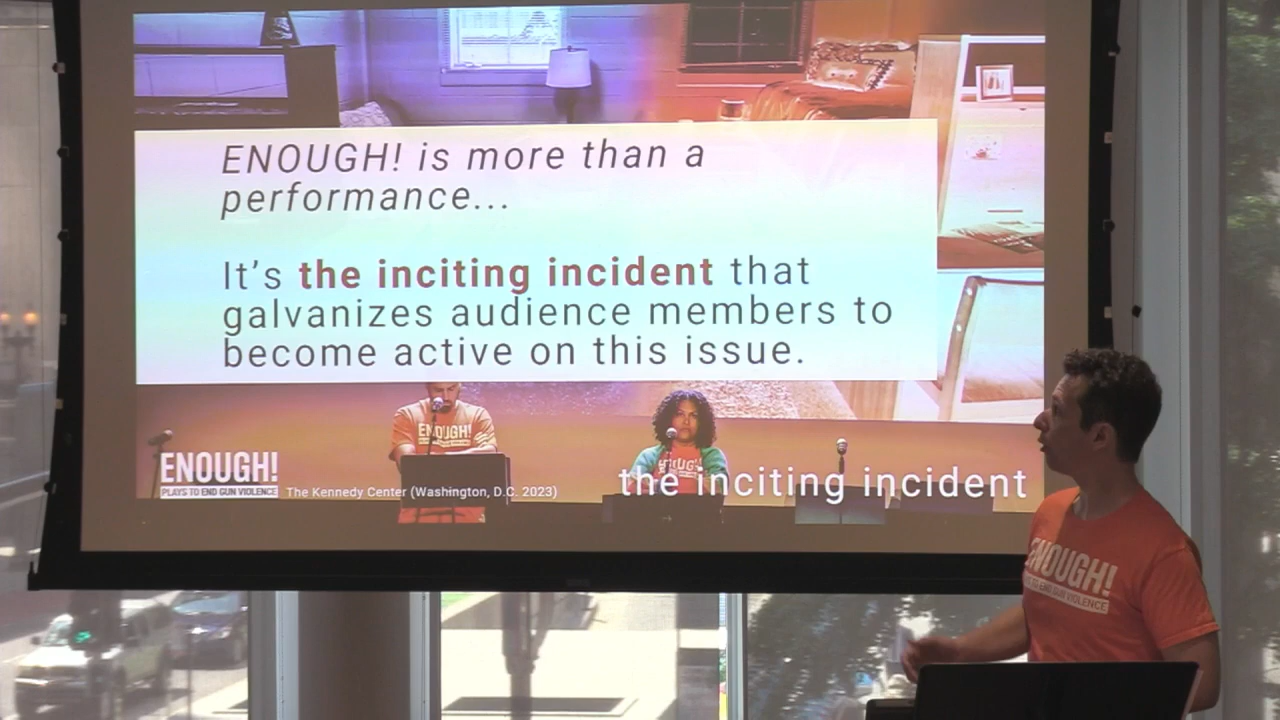 ENOUGH! is more than a
performance...
It's the inciting incident that
galvanizes audience members to
become active on this issue.
ENOUGH!
ENOUGH!
ENOUGH!
PLAYS TO END GUN VIOLENCE
The Kennedy Center (Washington, D.C. 2023)
the inciting incident
ENOUGH!
TO END GUN VIOLENCE